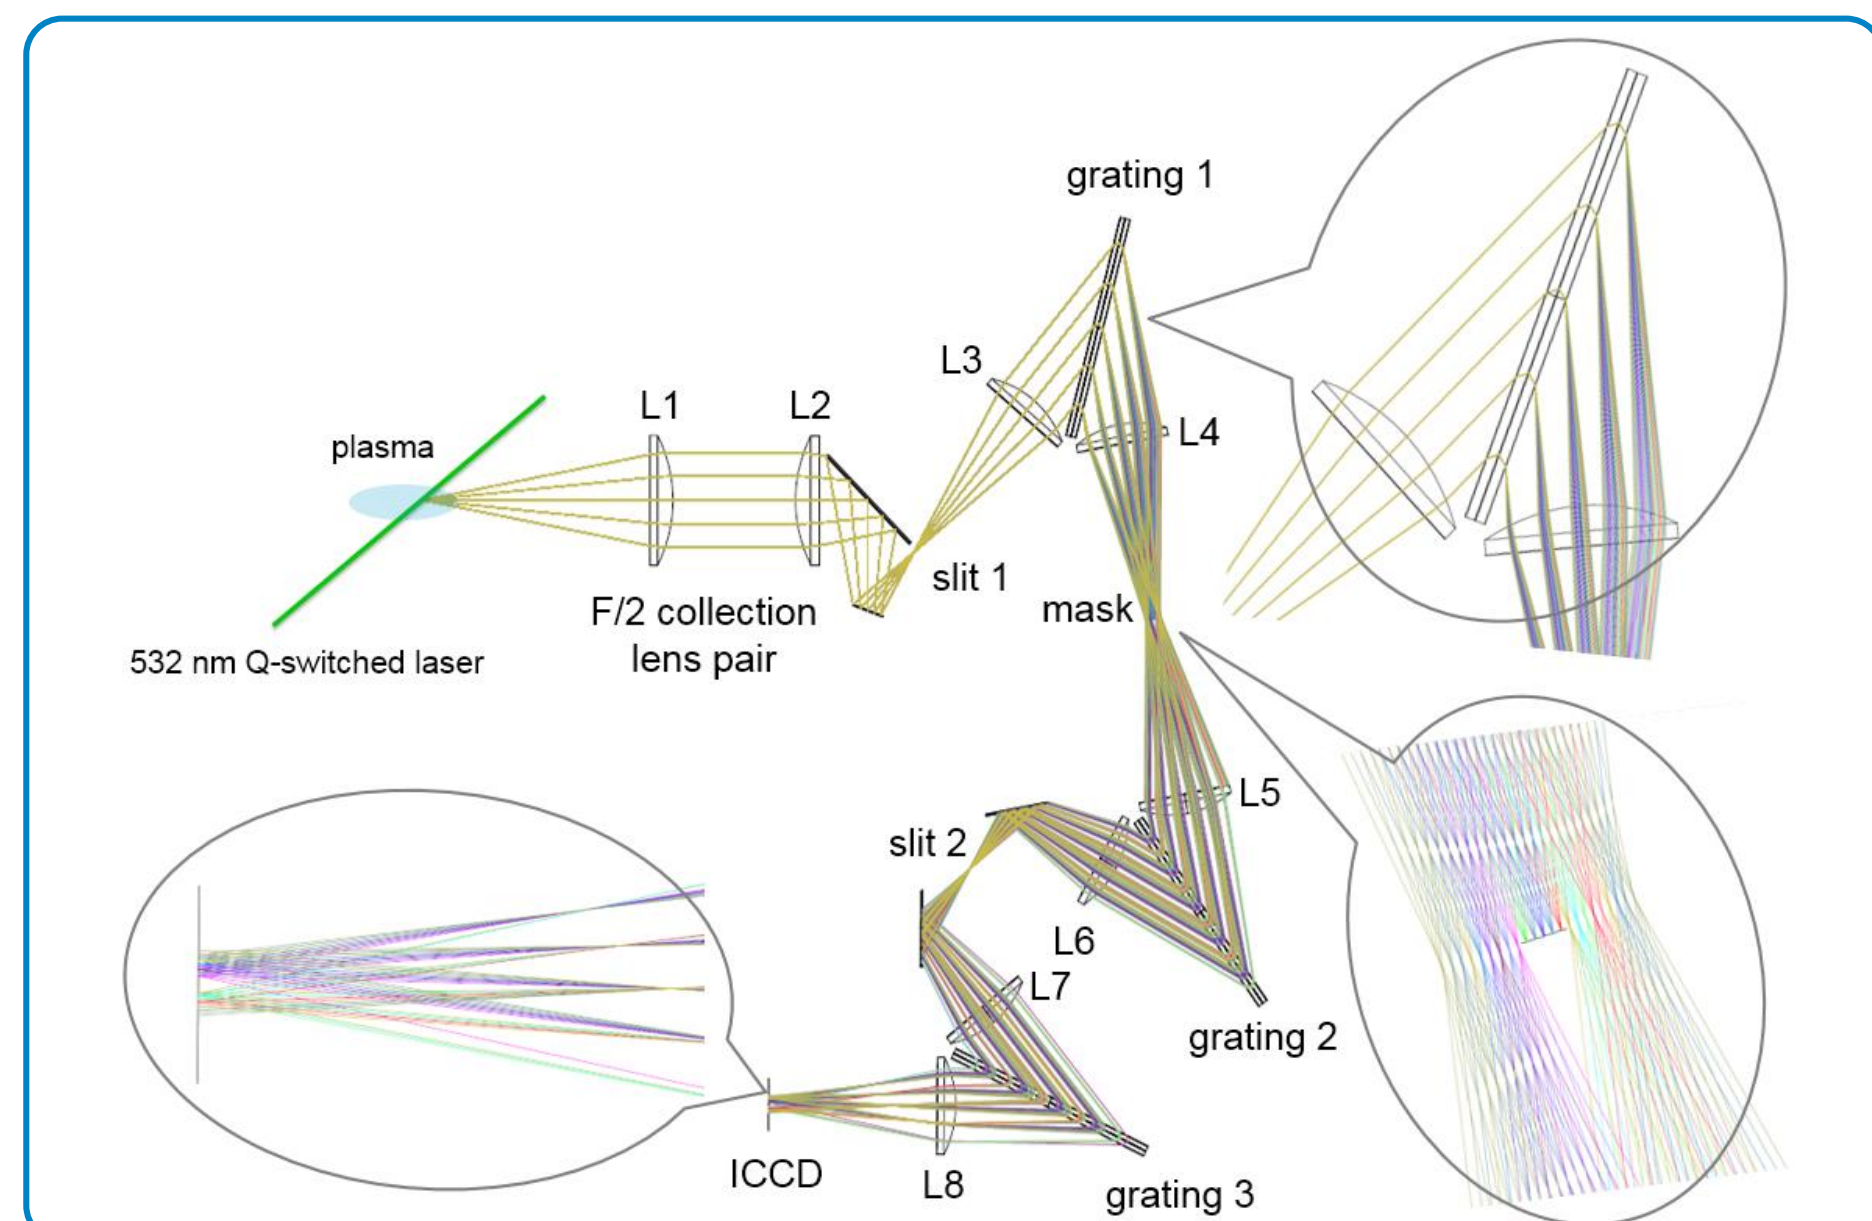 grating 1
L3
L1
L2
L4
plasma
slit 1
F/2 collection
lens pair
mask
532 nm Q-switched laser
L5
slit 2
L6
L7
grating 2
ICCD
L8
grating 3